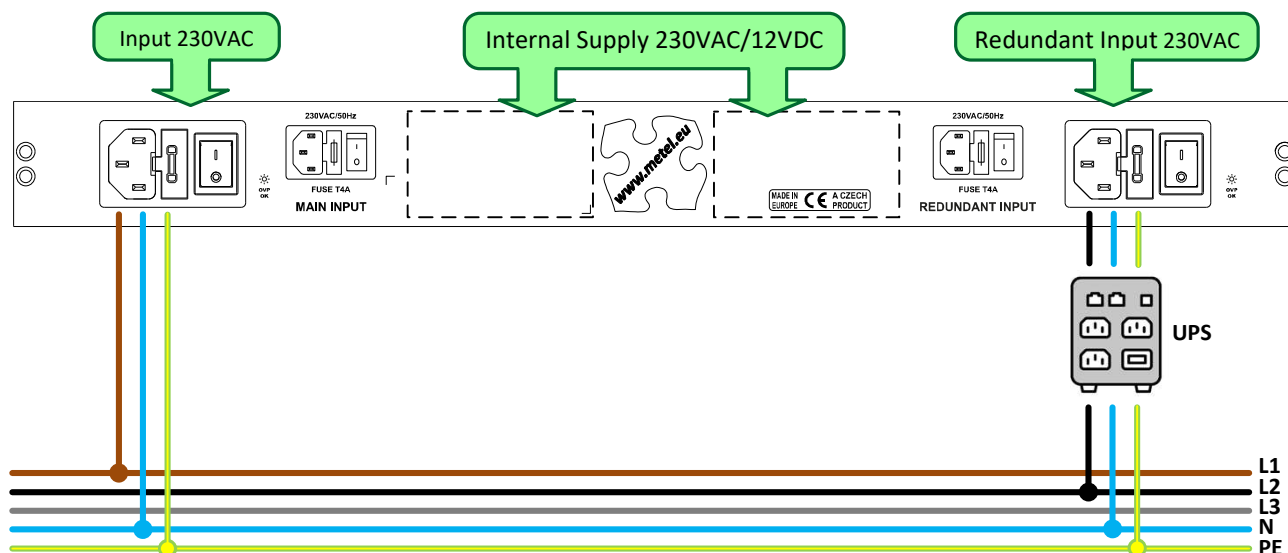 Input 230VAC
Internal Supply 230VAC/12VDC
Redundant Input 230VAC
230VAC/50Hz
FUSE T4A
MAIN INPUT
OVP
OK
www.metel.eu
MADE IN
EUROPE
CE
A CZECH
PRODUCT
230VAC/50Hz
FUSE T4A
REDUNDANT INPUT
OVP
OK
UPS
L1
L2
L3
N
PE